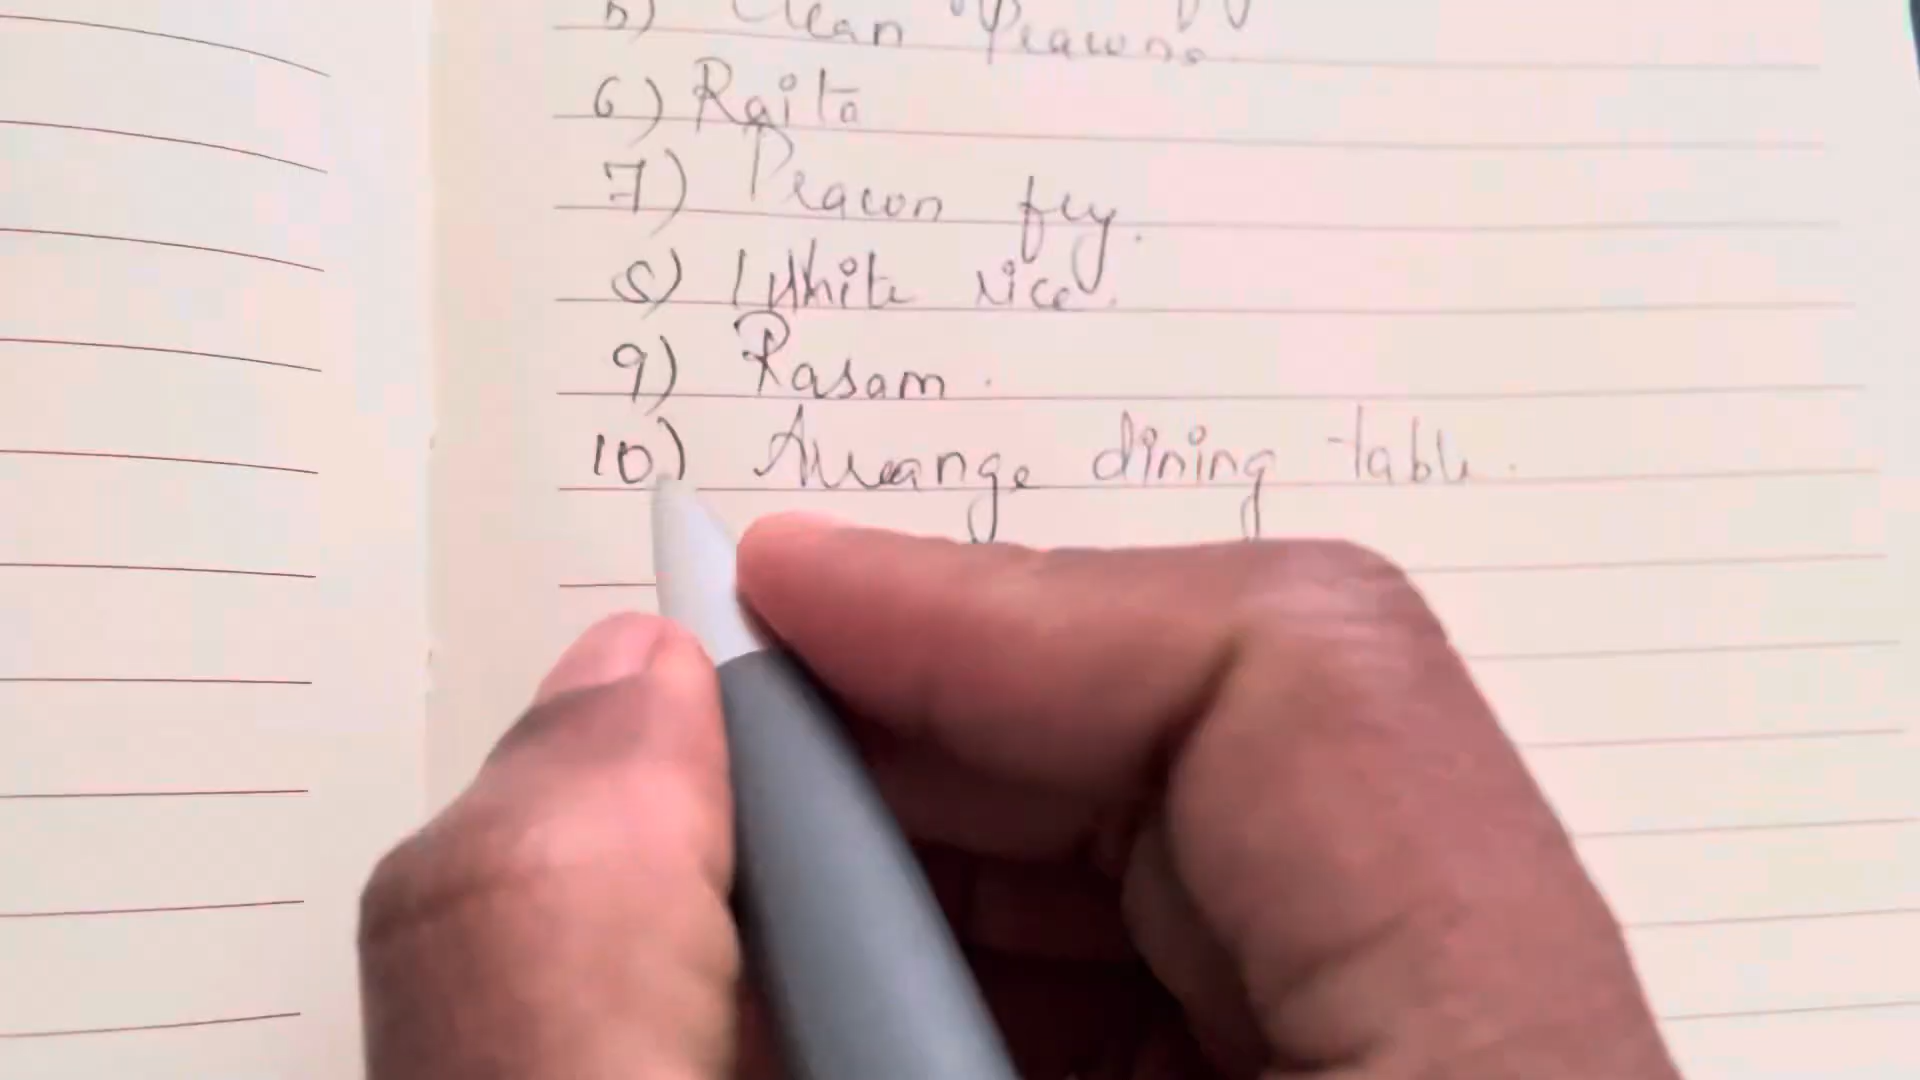 5) Clean Prawns.
6) Raita
7) Prawn fry.
8) White rice.
9) Rasam.
10) Arrange dining table.